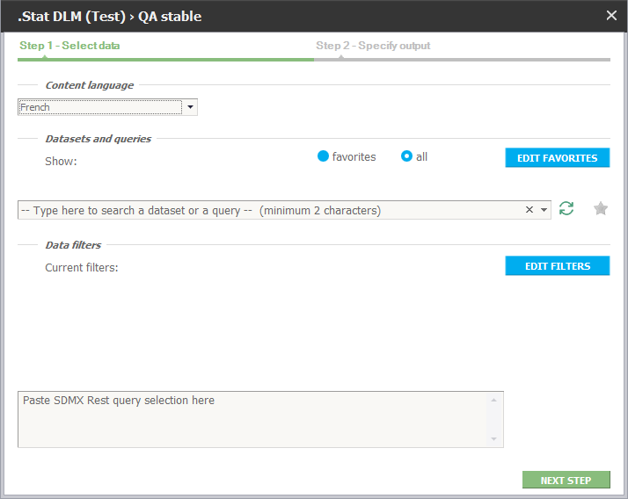 .Stat DLM (Test) › QA stable
Step 1 - Select data
Step 2 - Specify output
Content language
French
Datasets and queries
Show:
favorites
all
EDIT FAVORITES
-- Type here to search a dataset or a query --  (minimum 2 characters)
Data filters
Current filters:
EDIT FILTERS
Paste SDMX Rest query selection here
NEXT STEP